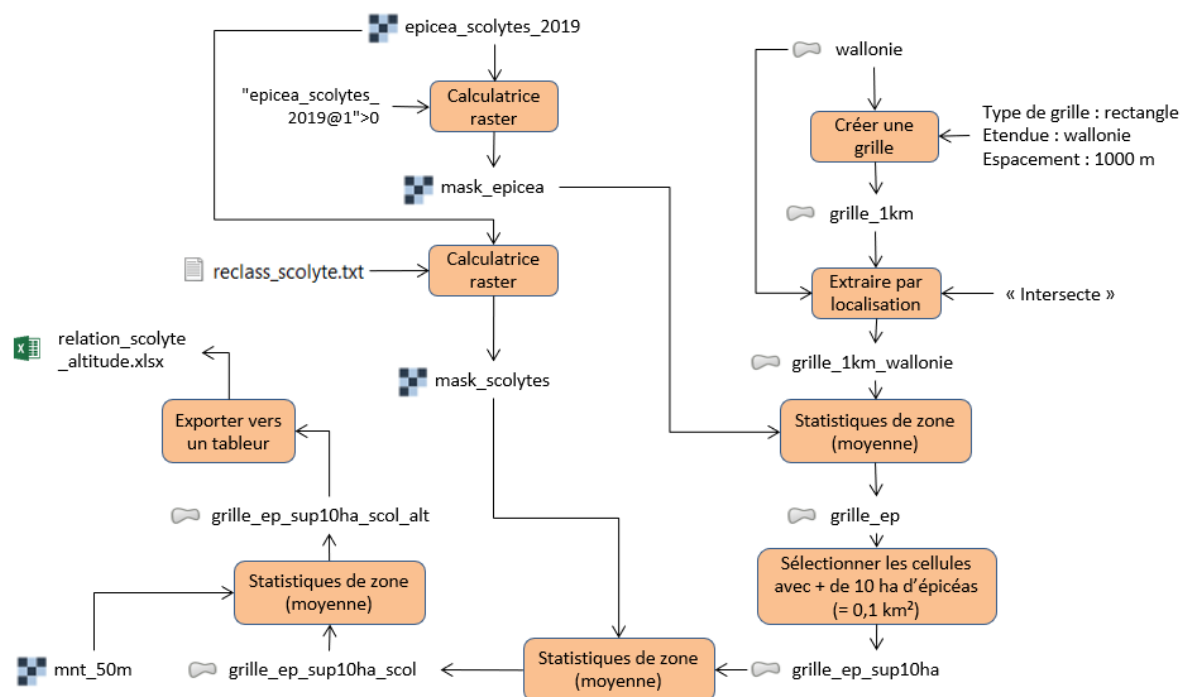 epicea_scolytes_2019
"epicea_scolytes_
2019@1">0
Calculatrice
raster
mask_epicea
reclass_scolyte.txt
Calculatrice
raster
mask_scolytes
wallonie
Créer une
grille
Type de grille : rectangle
Etendue : wallonie
Espacement : 1000 m
grille_1km
Extraire par
localisation
« Intersecte »
grille_1km_wallonie
Statistiques de zone
(moyenne)
grille_ep
Sélectionner les cellules
avec + de 10 ha d’épicéas
(= 0,1 km²)
grille_ep_sup10ha
Statistiques de zone
(moyenne)
grille_ep_sup10ha_scol
mnt_50m
Statistiques de zone
(moyenne)
grille_ep_sup10ha_scol_alt
Exporter vers
un tableur
relation_scolyte
_altitude.xlsx